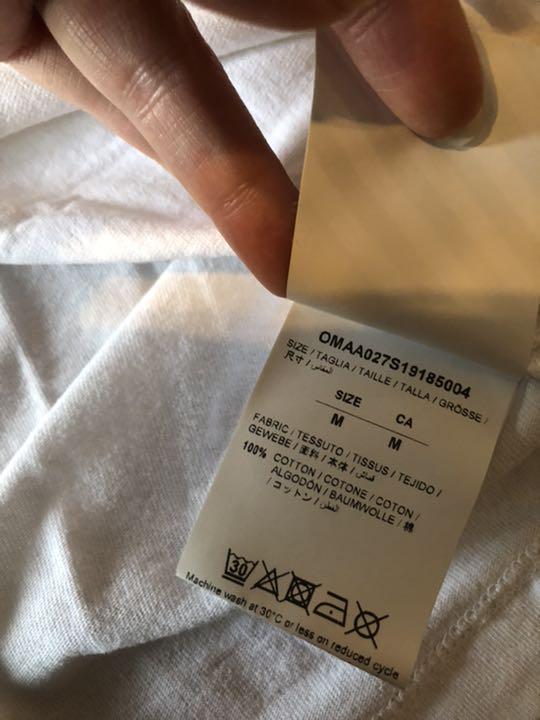 OMAA027S19185004
SIZE / TAGLIA / TAILLE / TALLA / GRÖSSE /
尺寸 / المقاس
SIZE CA
M M
FABRIC / TESSUTO / TISSUS / TEJIDO /
GEWEBE / 面料 / 本体 / قماش
100% COTTON / COTONE / COTON /
ALGODÓN / BAUMWOLLE / 棉
/ コットン / القطن
30
Machine wash at 30°C or less on reduced cycle